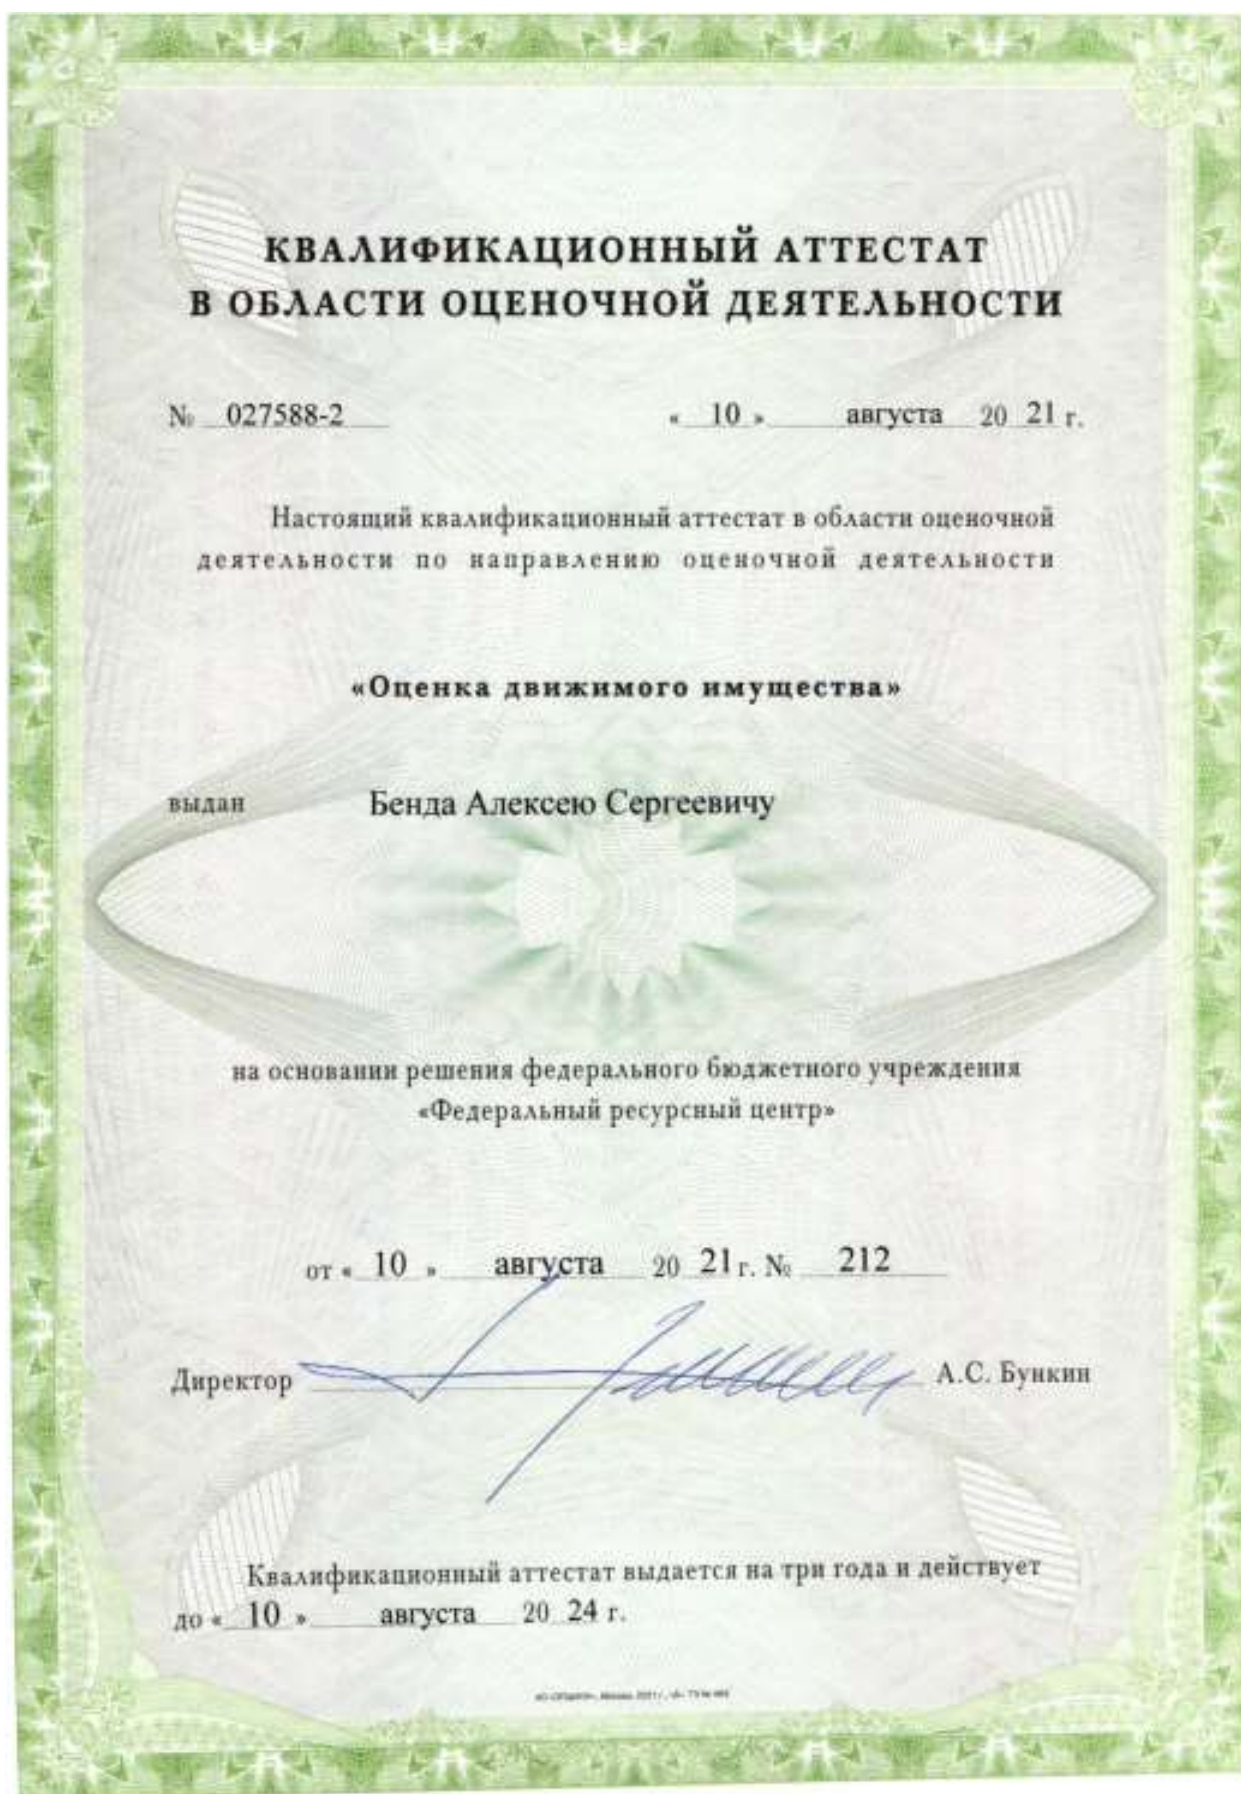 КВАЛИФИКАЦИОННЫЙ АТТЕСТАТ
В ОБЛАСТИ ОЦЕНОЧНОЙ ДЕЯТЕЛЬНОСТИ
№ 027588-2 « 10 » августа 20 21 г.
Настоящий квалификационный аттестат в области оценочной
деятельности по направлению оценочной деятельности
«Оценка движимого имущества»
выдан Бенда Алексею Сергеевичу
на основании решения федерального бюджетного учреждения
«Федеральный ресурсный центр»
от « 10 » августа 20 21 г. № 212
Директор А.С. Бункин
Квалификационный аттестат выдается на три года и действует
до « 10 » августа 20 24 г.